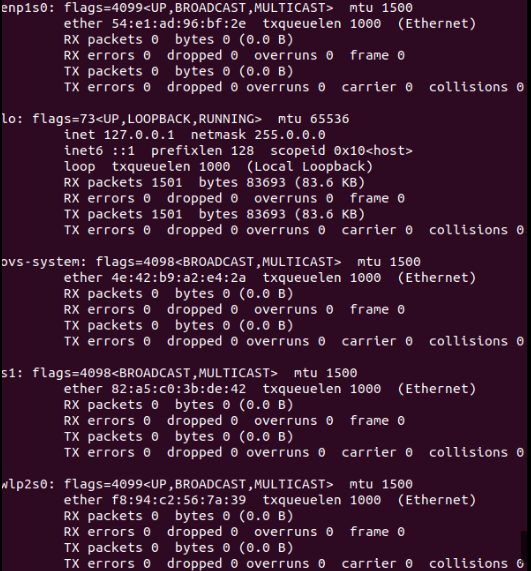 enp1s0: flags=4099<UP,BROADCAST,MULTICAST>  mtu 1500
        ether 54:e1:ad:96:bf:2e  txqueuelen 1000  (Ethernet)
        RX packets 0  bytes 0 (0.0 B)
        RX errors 0  dropped 0  overruns 0  frame 0
        TX packets 0  bytes 0 (0.0 B)
        TX errors 0  dropped 0 overruns 0  carrier 0  collisions 0

lo: flags=73<UP,LOOPBACK,RUNNING>  mtu 65536
        inet 127.0.0.1  netmask 255.0.0.0
        inet6 ::1  prefixlen 128  scopeid 0x10<host>
        loop  txqueuelen 1000  (Local Loopback)
        RX packets 1501  bytes 83693 (83.6 KB)
        RX errors 0  dropped 0  overruns 0  frame 0
        TX packets 1501  bytes 83693 (83.6 KB)
        TX errors 0  dropped 0 overruns 0  carrier 0  collisions 0

ovs-system: flags=4098<BROADCAST,MULTICAST>  mtu 1500
        ether 4e:42:b9:a2:e4:2a  txqueuelen 1000  (Ethernet)
        RX packets 0  bytes 0 (0.0 B)
        RX errors 0  dropped 0  overruns 0  frame 0
        TX packets 0  bytes 0 (0.0 B)
        TX errors 0  dropped 0 overruns 0  carrier 0  collisions 0

s1: flags=4098<BROADCAST,MULTICAST>  mtu 1500
        ether 82:a5:c0:3b:de:42  txqueuelen 1000  (Ethernet)
        RX packets 0  bytes 0 (0.0 B)
        RX errors 0  dropped 0  overruns 0  frame 0
        TX packets 0  bytes 0 (0.0 B)
        TX errors 0  dropped 0 overruns 0  carrier 0  collisions 0

wlp2s0: flags=4099<UP,BROADCAST,MULTICAST>  mtu 1500
        ether f8:94:c2:56:7a:39  txqueuelen 1000  (Ethernet)
        RX packets 0  bytes 0 (0.0 B)
        RX errors 0  dropped 0  overruns 0  frame 0
        TX packets 0  bytes 0 (0.0 B)
        TX errors 0  dropped 0 overruns 0  carrier 0  collisions 0